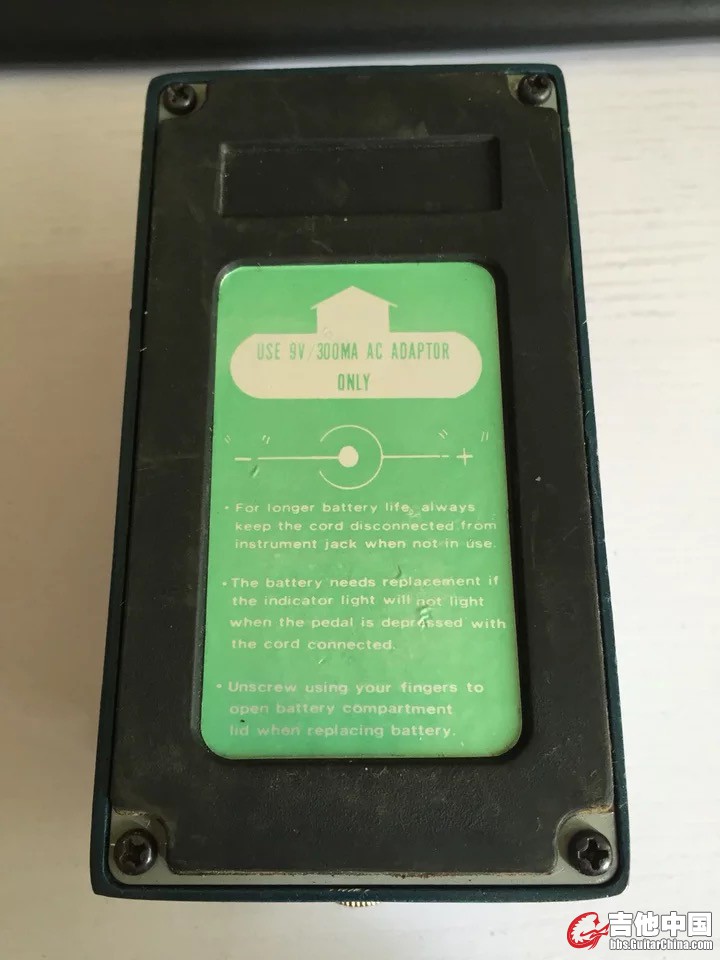 USE 9V/300MA AC ADAPTOR
ONLY
− +
• For longer battery life, always
keep the cord disconnected from
instrument jack when not in use.
• The battery needs replacement if
the indicator light will not light
when the pedal is depressed with
the cord connected.
• Unscrew using your fingers to
open battery compartment
lid when replacing battery.
吉他中国
bbs.GuitarChina.com